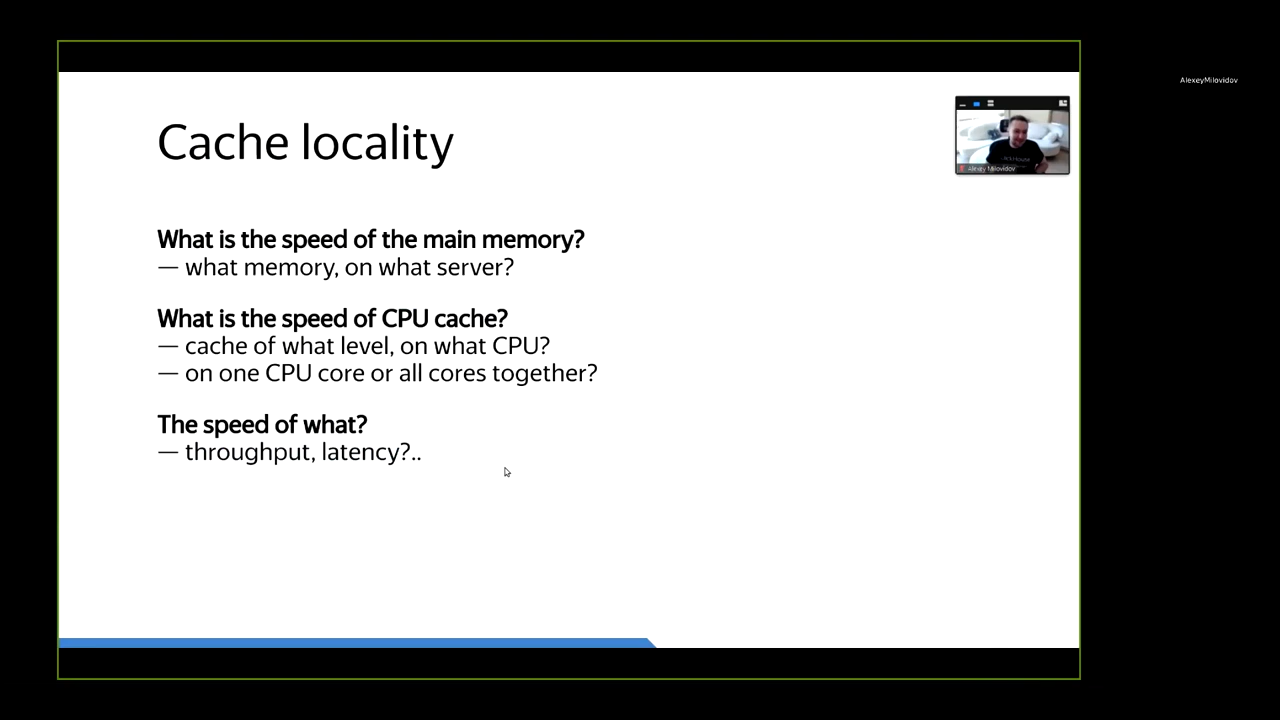 AlexeyMilovidov
Cache locality
Alexey Milovidov
What is the speed of the main memory?
— what memory, on what server?
What is the speed of CPU cache?
— cache of what level, on what CPU?
— on one CPU core or all cores together?
The speed of what?
— throughput, latency?..